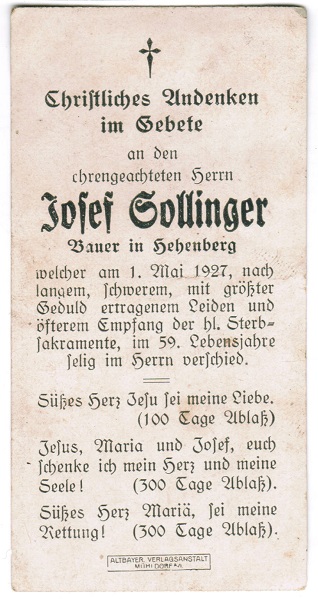 Christliches Andenken
im Gebete
an den
ehrengeachteten Herrn
Josef Sollinger
Bauer in Hehenberg
welcher am 1. Mai 1927, nach
langem, schwerem, mit größter
Geduld ertragenem Leiden und
öfterem Empfang der hl. Sterb-
sakramente, im 59. Lebensjahre
selig im Herrn verschied.
Süßes Herz Jesu sei meine Liebe.
(100 Tage Ablaß)
Jesus, Maria und Josef, euch
schenke ich mein Herz und meine
Seele! (300 Tage Ablaß).
Süßes Herz Mariä, sei meine
Rettung! (300 Tage Ablaß).
ALTBAYER. VERLAGSANSTALT
MÜHLDORF